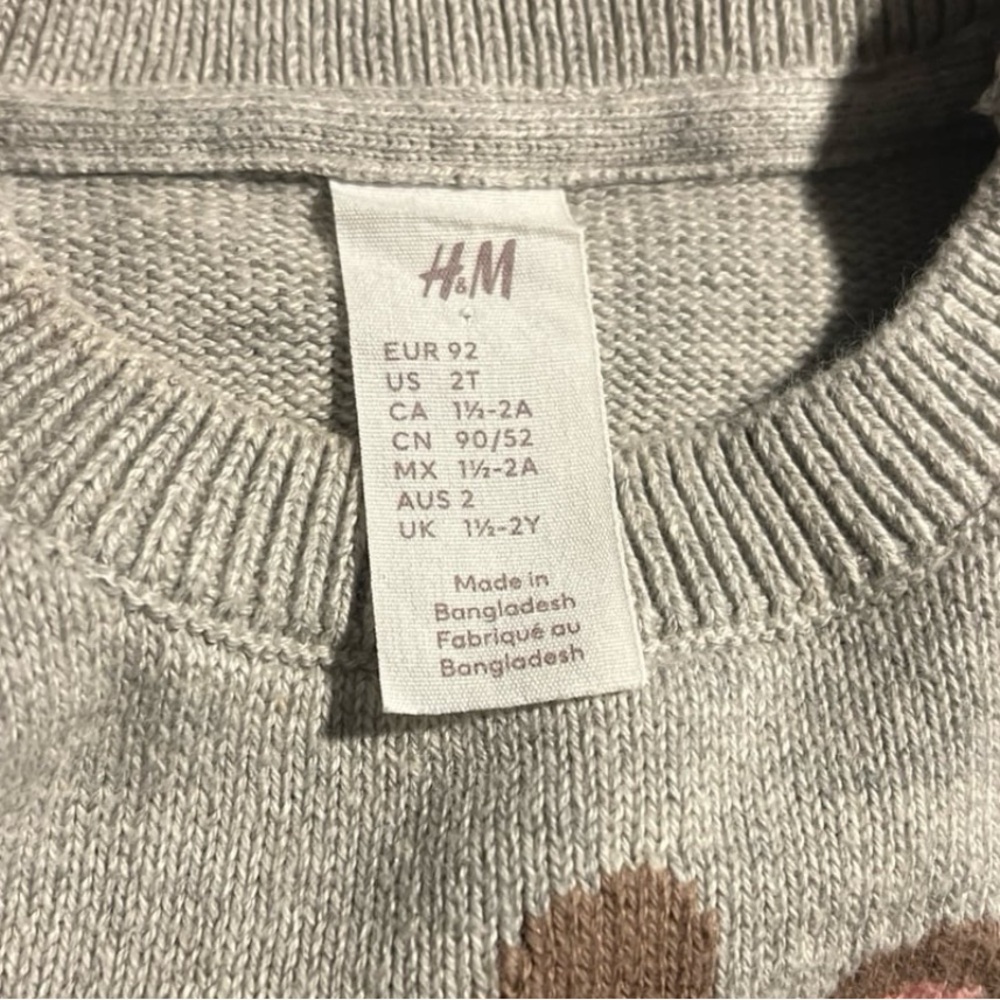 H&M
EUR 92
US 2T
CA 1½-2A
CN 90/52
MX 1½-2A
AUS 2
UK 1½-2Y
Made in
Bangladesh
Fabriqué au
Bangladesh